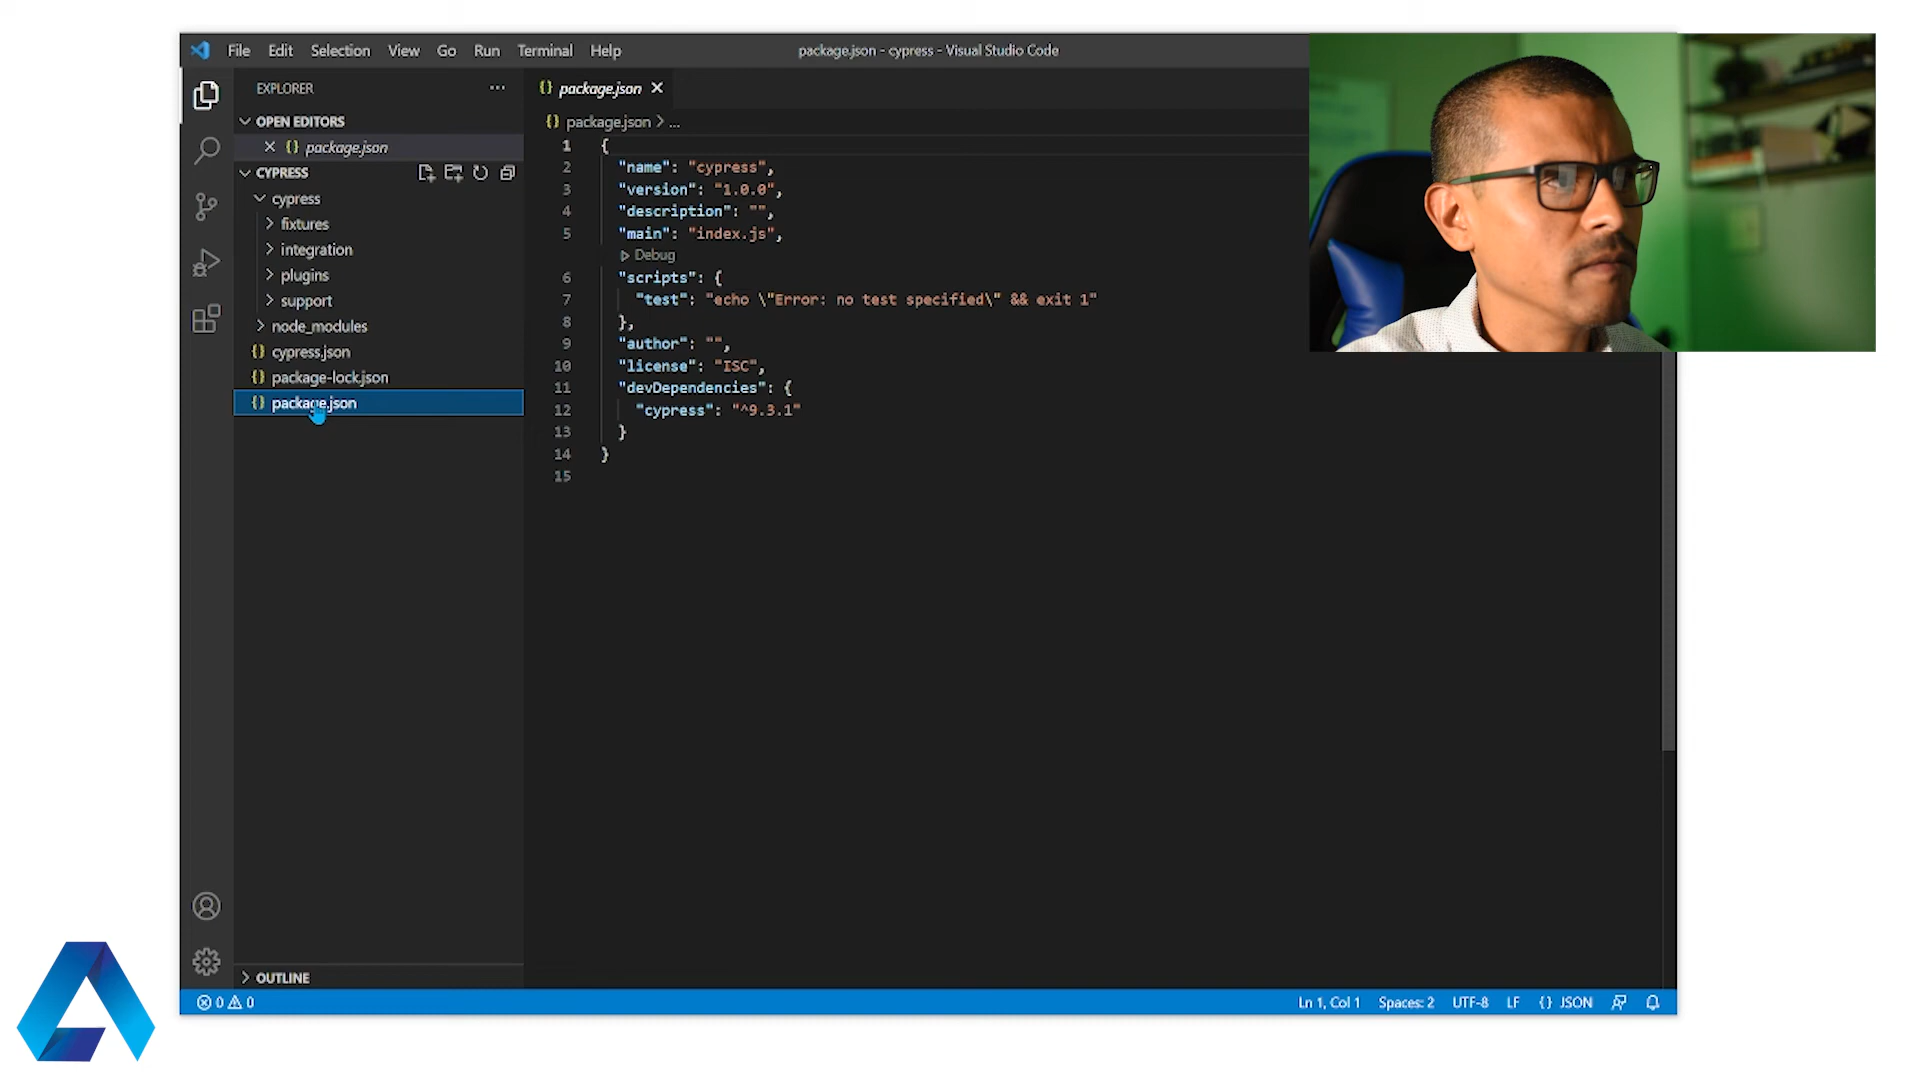 File Edit Selection View Go Run Terminal Help
package.json - cypress - Visual Studio Code
EXPLORER ···
OPEN EDITORS
package.json
CYPRESS
cypress
fixtures
integration
plugins
support
node_modules
cypress.json
package-lock.json
package.json
OUTLINE
package.json
package.json > ...
1 {
2 "name": "cypress",
3 "version": "1.0.0",
4 "description": "",
5 "main": "index.js",
Debug
6 "scripts": {
7 "test": "echo \"Error: no test specified\" && exit 1"
8 },
9 "author": "",
10 "license": "ISC",
11 "devDependencies": {
12 "cypress": "^9.3.1"
13 }
14 }
15
0 0
Ln 1, Col 1 Spaces: 2 UTF-8 LF {} JSON